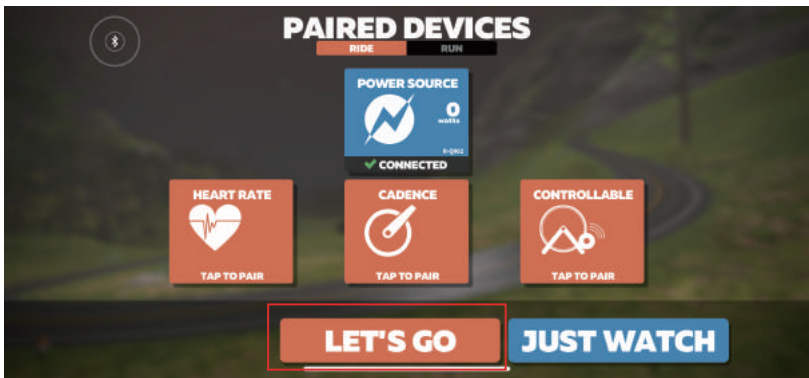 PAIRED DEVICES
RIDE RUN
POWER SOURCE
0
watts
CONNECTED
HEART RATE
TAP TO PAIR
CADENCE
TAP TO PAIR
CONTROLLABLE
TAP TO PAIR
LET'S GO
JUST WATCH